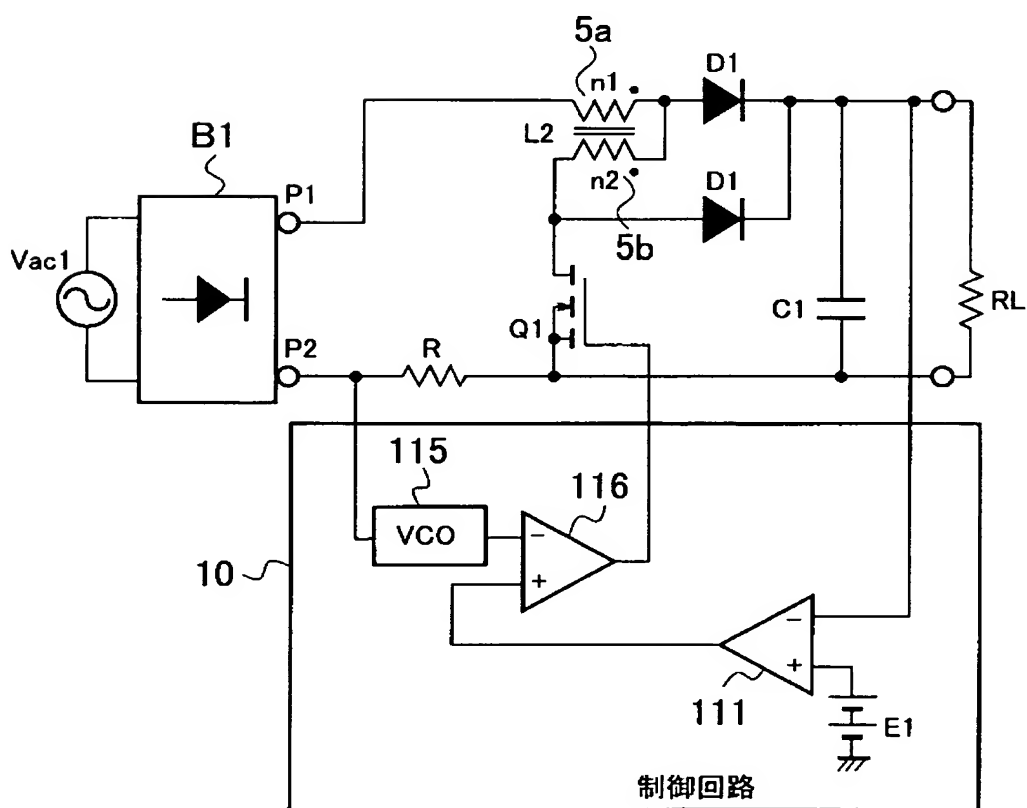 5a
n1
D1
L2
n2
D1
5b
B1
P1
Vac1
Q1
C1
RL
P2
R
115
VCO
116
−
+
10
−
+
111
E1
制御回路